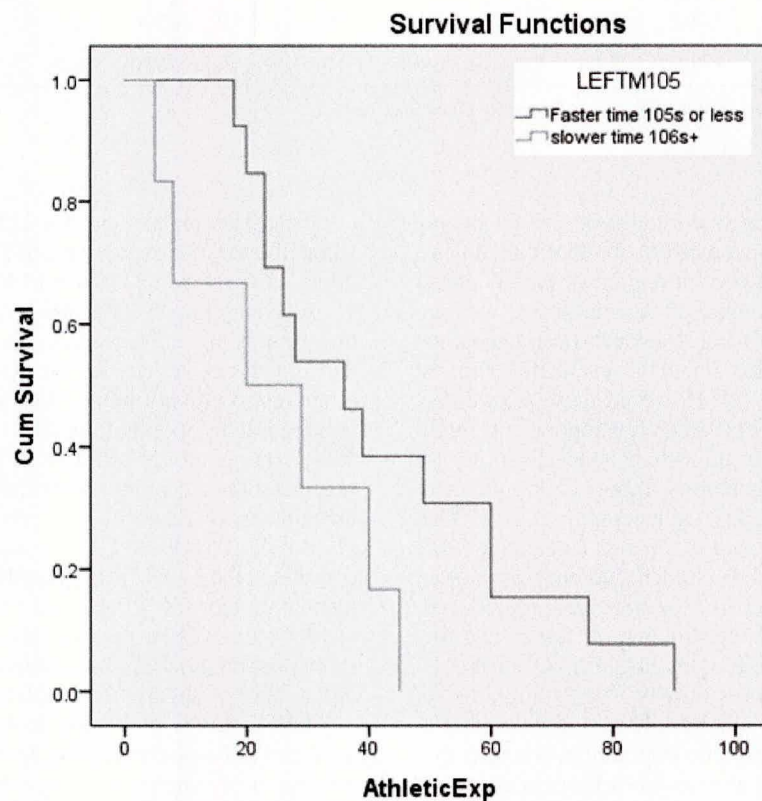 Survival Functions
LEFTM105
Faster time 105s or less
slower time 106s+
Cum Survival
1.0
0.8
0.6
0.4
0.2
0.0
0
20
40
60
80
100
AthleticExp